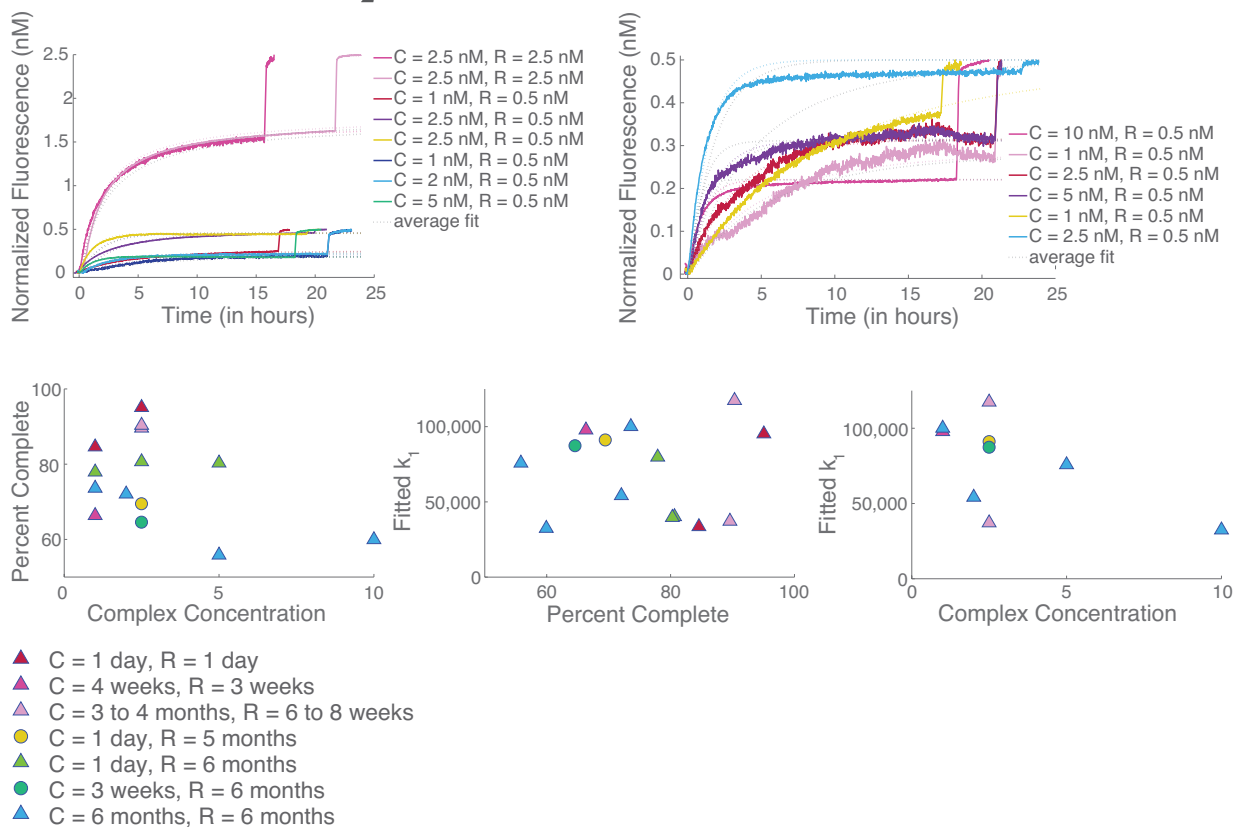 2
Normalized Fluorescence (nM)
2.5
2
1.5
1
0.5
0
0
5
10
15
20
25
Time (in hours)
C = 2.5 nM, R = 2.5 nM
C = 2.5 nM, R = 2.5 nM
C = 1 nM, R = 0.5 nM
C = 2.5 nM, R = 0.5 nM
C = 2.5 nM, R = 0.5 nM
C = 1 nM, R = 0.5 nM
C = 2 nM, R = 0.5 nM
C = 5 nM, R = 0.5 nM
average fit
Normalized Fluorescence (nM)
0.5
0.4
0.3
0.2
0.1
0
0
5
10
15
20
25
Time (in hours)
C = 10 nM, R = 0.5 nM
C = 1 nM, R = 0.5 nM
C = 2.5 nM, R = 0.5 nM
C = 5 nM, R = 0.5 nM
C = 1 nM, R = 0.5 nM
C = 2.5 nM, R = 0.5 nM
average fit
Percent Complete
100
80
60
0
5
10
Complex Concentration
Fitted k1
100,000
50,000
0
60
80
100
Percent Complete
Fitted k1
100,000
50,000
0
0
5
10
Complex Concentration
C = 1 day, R = 1 day
C = 4 weeks, R = 3 weeks
C = 3 to 4 months, R = 6 to 8 weeks
C = 1 day, R = 5 months
C = 1 day, R = 6 months
C = 3 weeks, R = 6 months
C = 6 months, R = 6 months